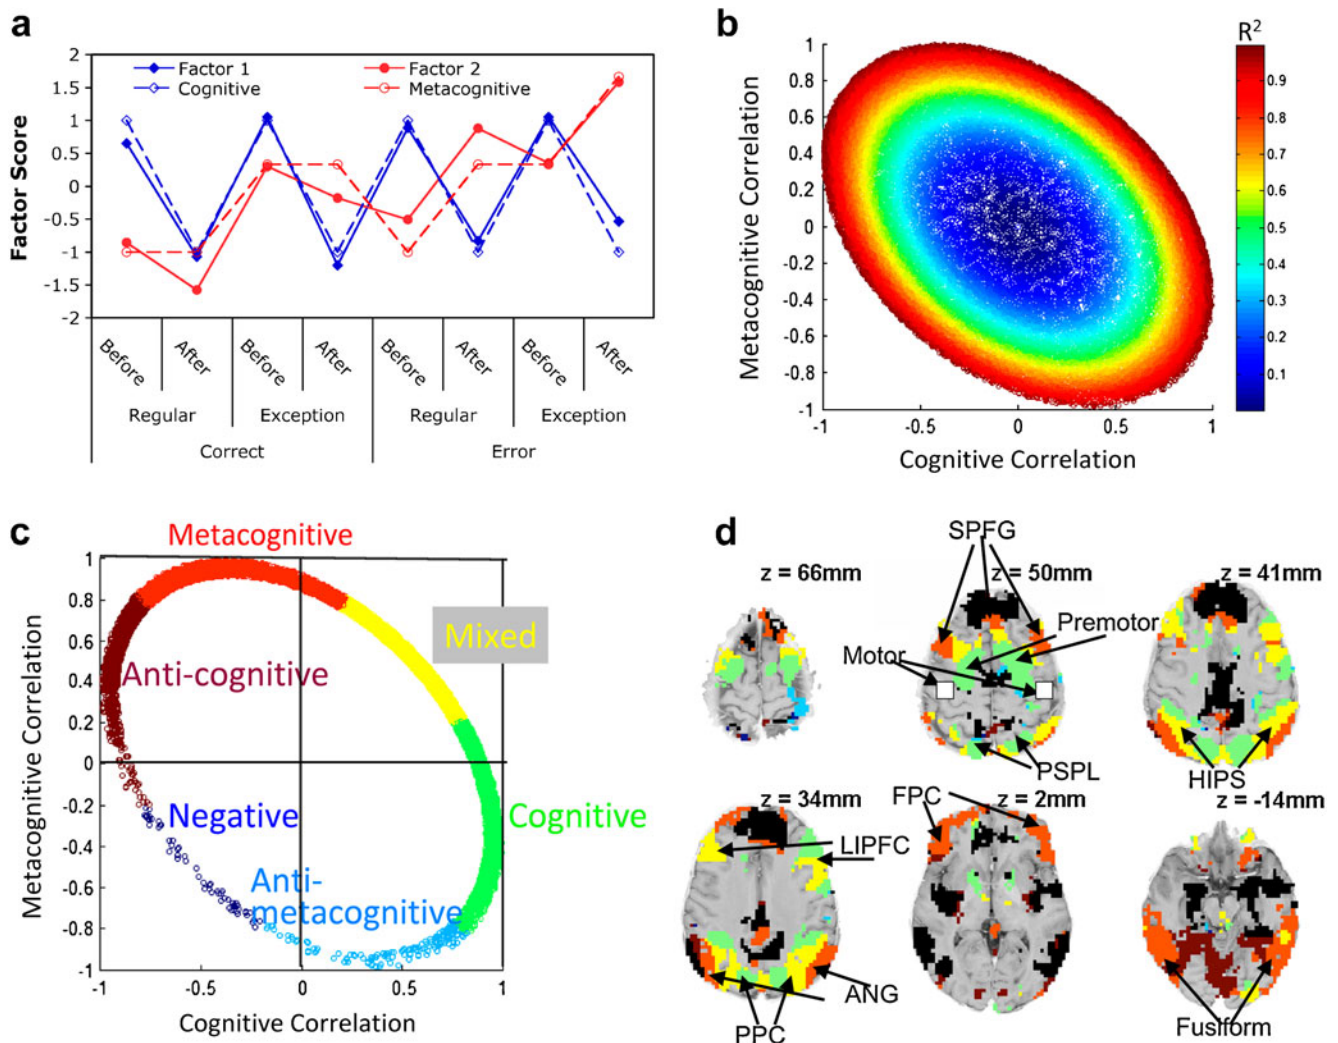 a
2
1.5
1
0.5
0
-0.5
-1
-1.5
-2
Factor Score
Factor 1
Factor 2
Cognitive
Metacognitive
Before After Before After Before After Before After
Regular Exception Regular Exception
Correct Error
b
R2
1
0.8
0.6
0.4
0.2
0
-0.2
-0.4
-0.6
-0.8
-1
Metacognitive Correlation
-1 -0.5 0 0.5 1
Cognitive Correlation
0.9
0.8
0.7
0.6
0.5
0.4
0.3
0.2
0.1
c
Metacognitive
Mixed
Anti-cognitive
Negative
Cognitive
Anti-
metacognitive
1
0.8
0.6
0.4
0.2
0
-0.2
-0.4
-0.6
-0.8
-1
Metacognitive Correlation
-1 -0.5 0 0.5 1
Cognitive Correlation
d
SPFG
z = 66mm z = 50mm z = 41mm
Premotor
Motor
PSPL
HIPS
z = 34mm
FPC
z = 2mm z = -14mm
LIPFC
ANG
PPC
Fusiform